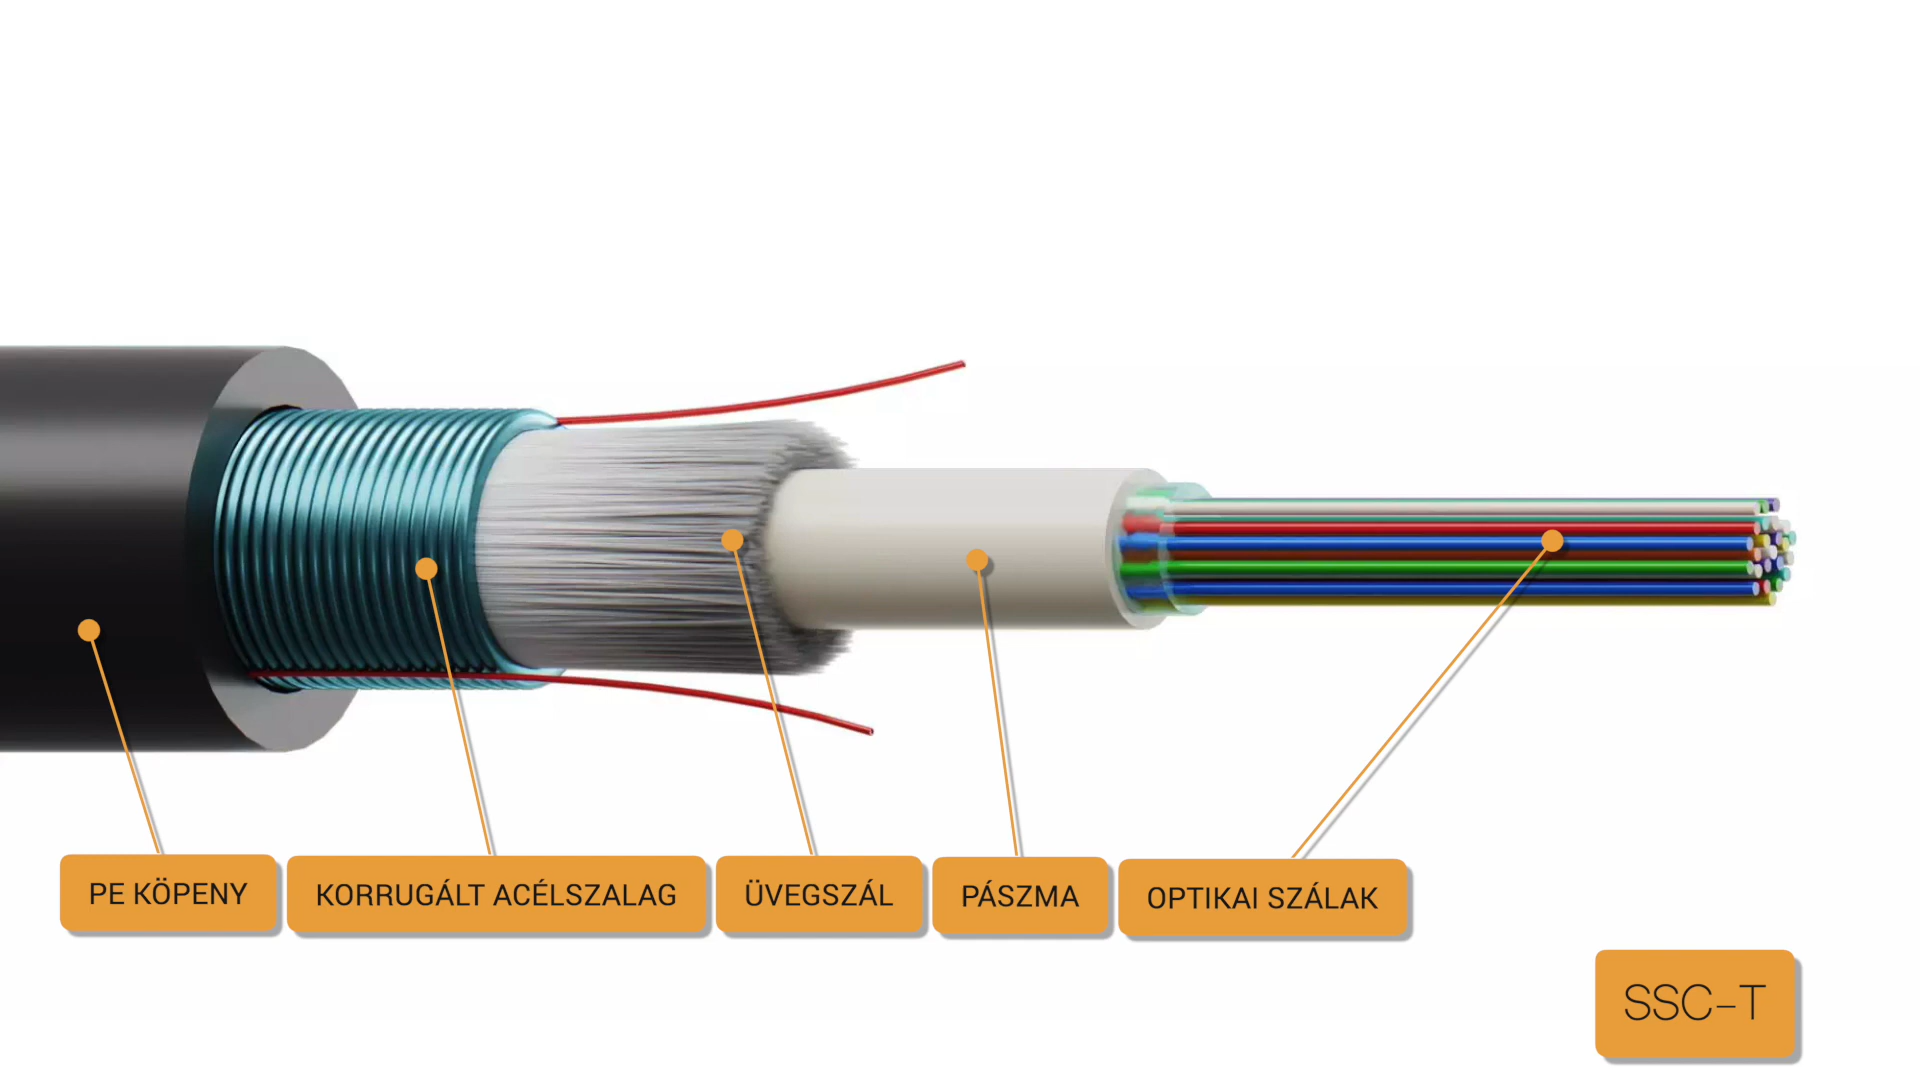 PE KÖPENY
KORRUGÁLT ACÉLSZALAG
ÜVEGSZÁL
PÁSZMA
OPTIKAI SZÁLAK
SSC-T